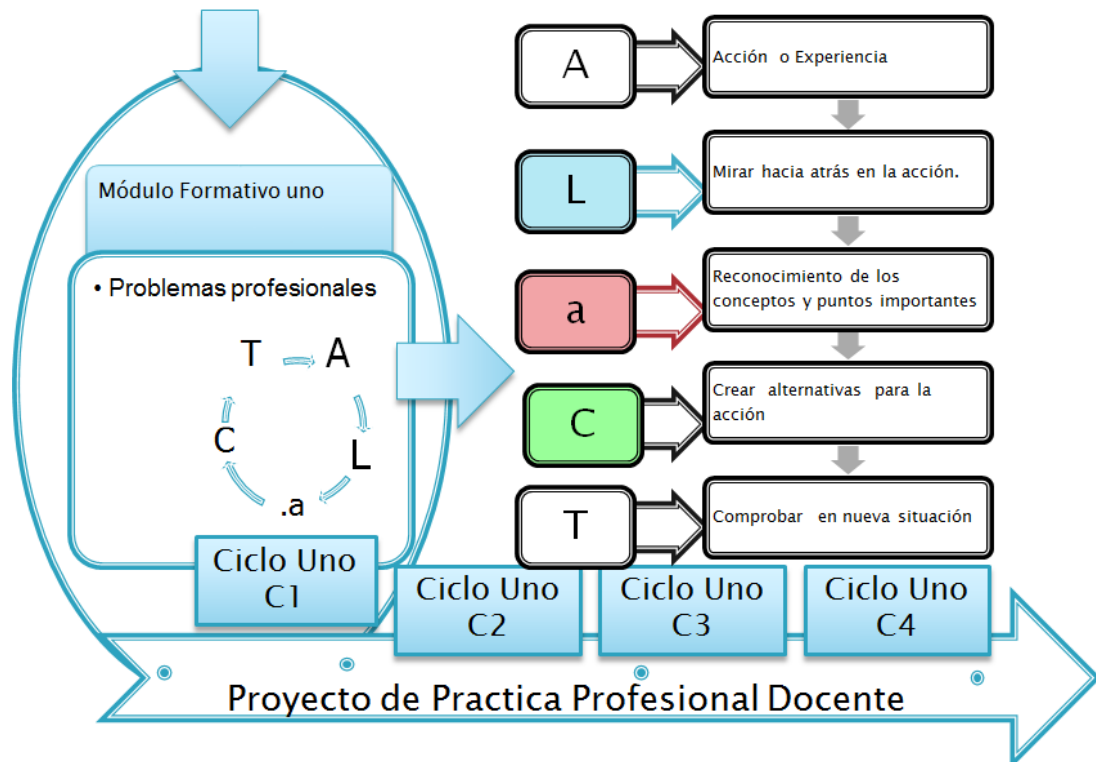 Módulo Formativo uno
• Problemas profesionales
T
A
L
.a
C
A
Acción o Experiencia
L
Mirar hacia atrás en la acción.
a
Reconocimiento de los
conceptos y puntos importantes
C
Crear alternativas para la
acción
T
Comprobar en nueva situación
Ciclo Uno
C1
Ciclo Uno
C2
Ciclo Uno
C3
Ciclo Uno
C4
Proyecto de Practica Profesional Docente